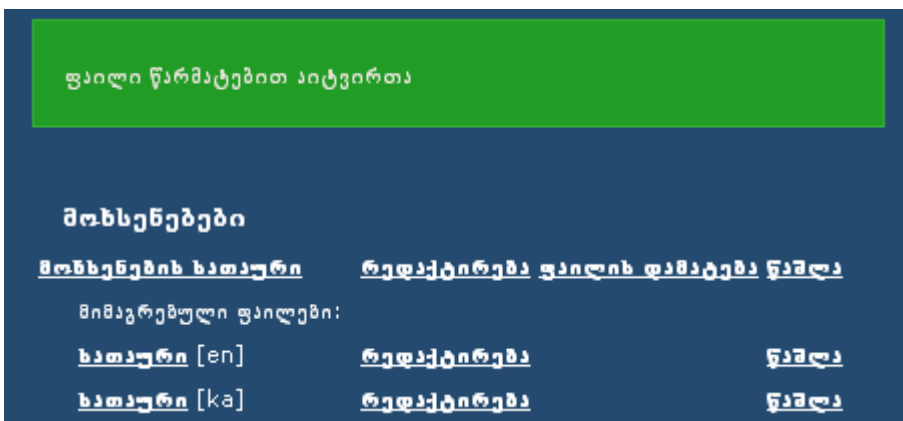 ფაილი წარმატებით აიტვირთა
მოხსენებები
მოხსენების სათაური რედაქტირება ფაილის დამატება წაშლა
მიმაგრებული ფაილები:
სათაური [en] რედაქტირება წაშლა
სათაური [ka] რედაქტირება წაშლა